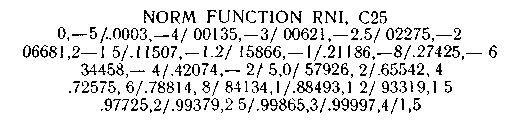 NORM FUNCTION RNI, C25
0,—5/.0003,—4/ 00135,—3/ 00621,—2.5/ 02275,—2
06681,2—1 5/.11507,—1.2/ 15866,—1/.21186,—8/.27425,— 6
34458,— 4/.42074,— 2/ 5,0/ 57926, 2/.65542, 4
.72575, 6/.78814, 8/ 84134,1/.88493,1 2/ 93319,1 5
.97725,2/.99379,2 5/.99865,3/.99997,4/1,5